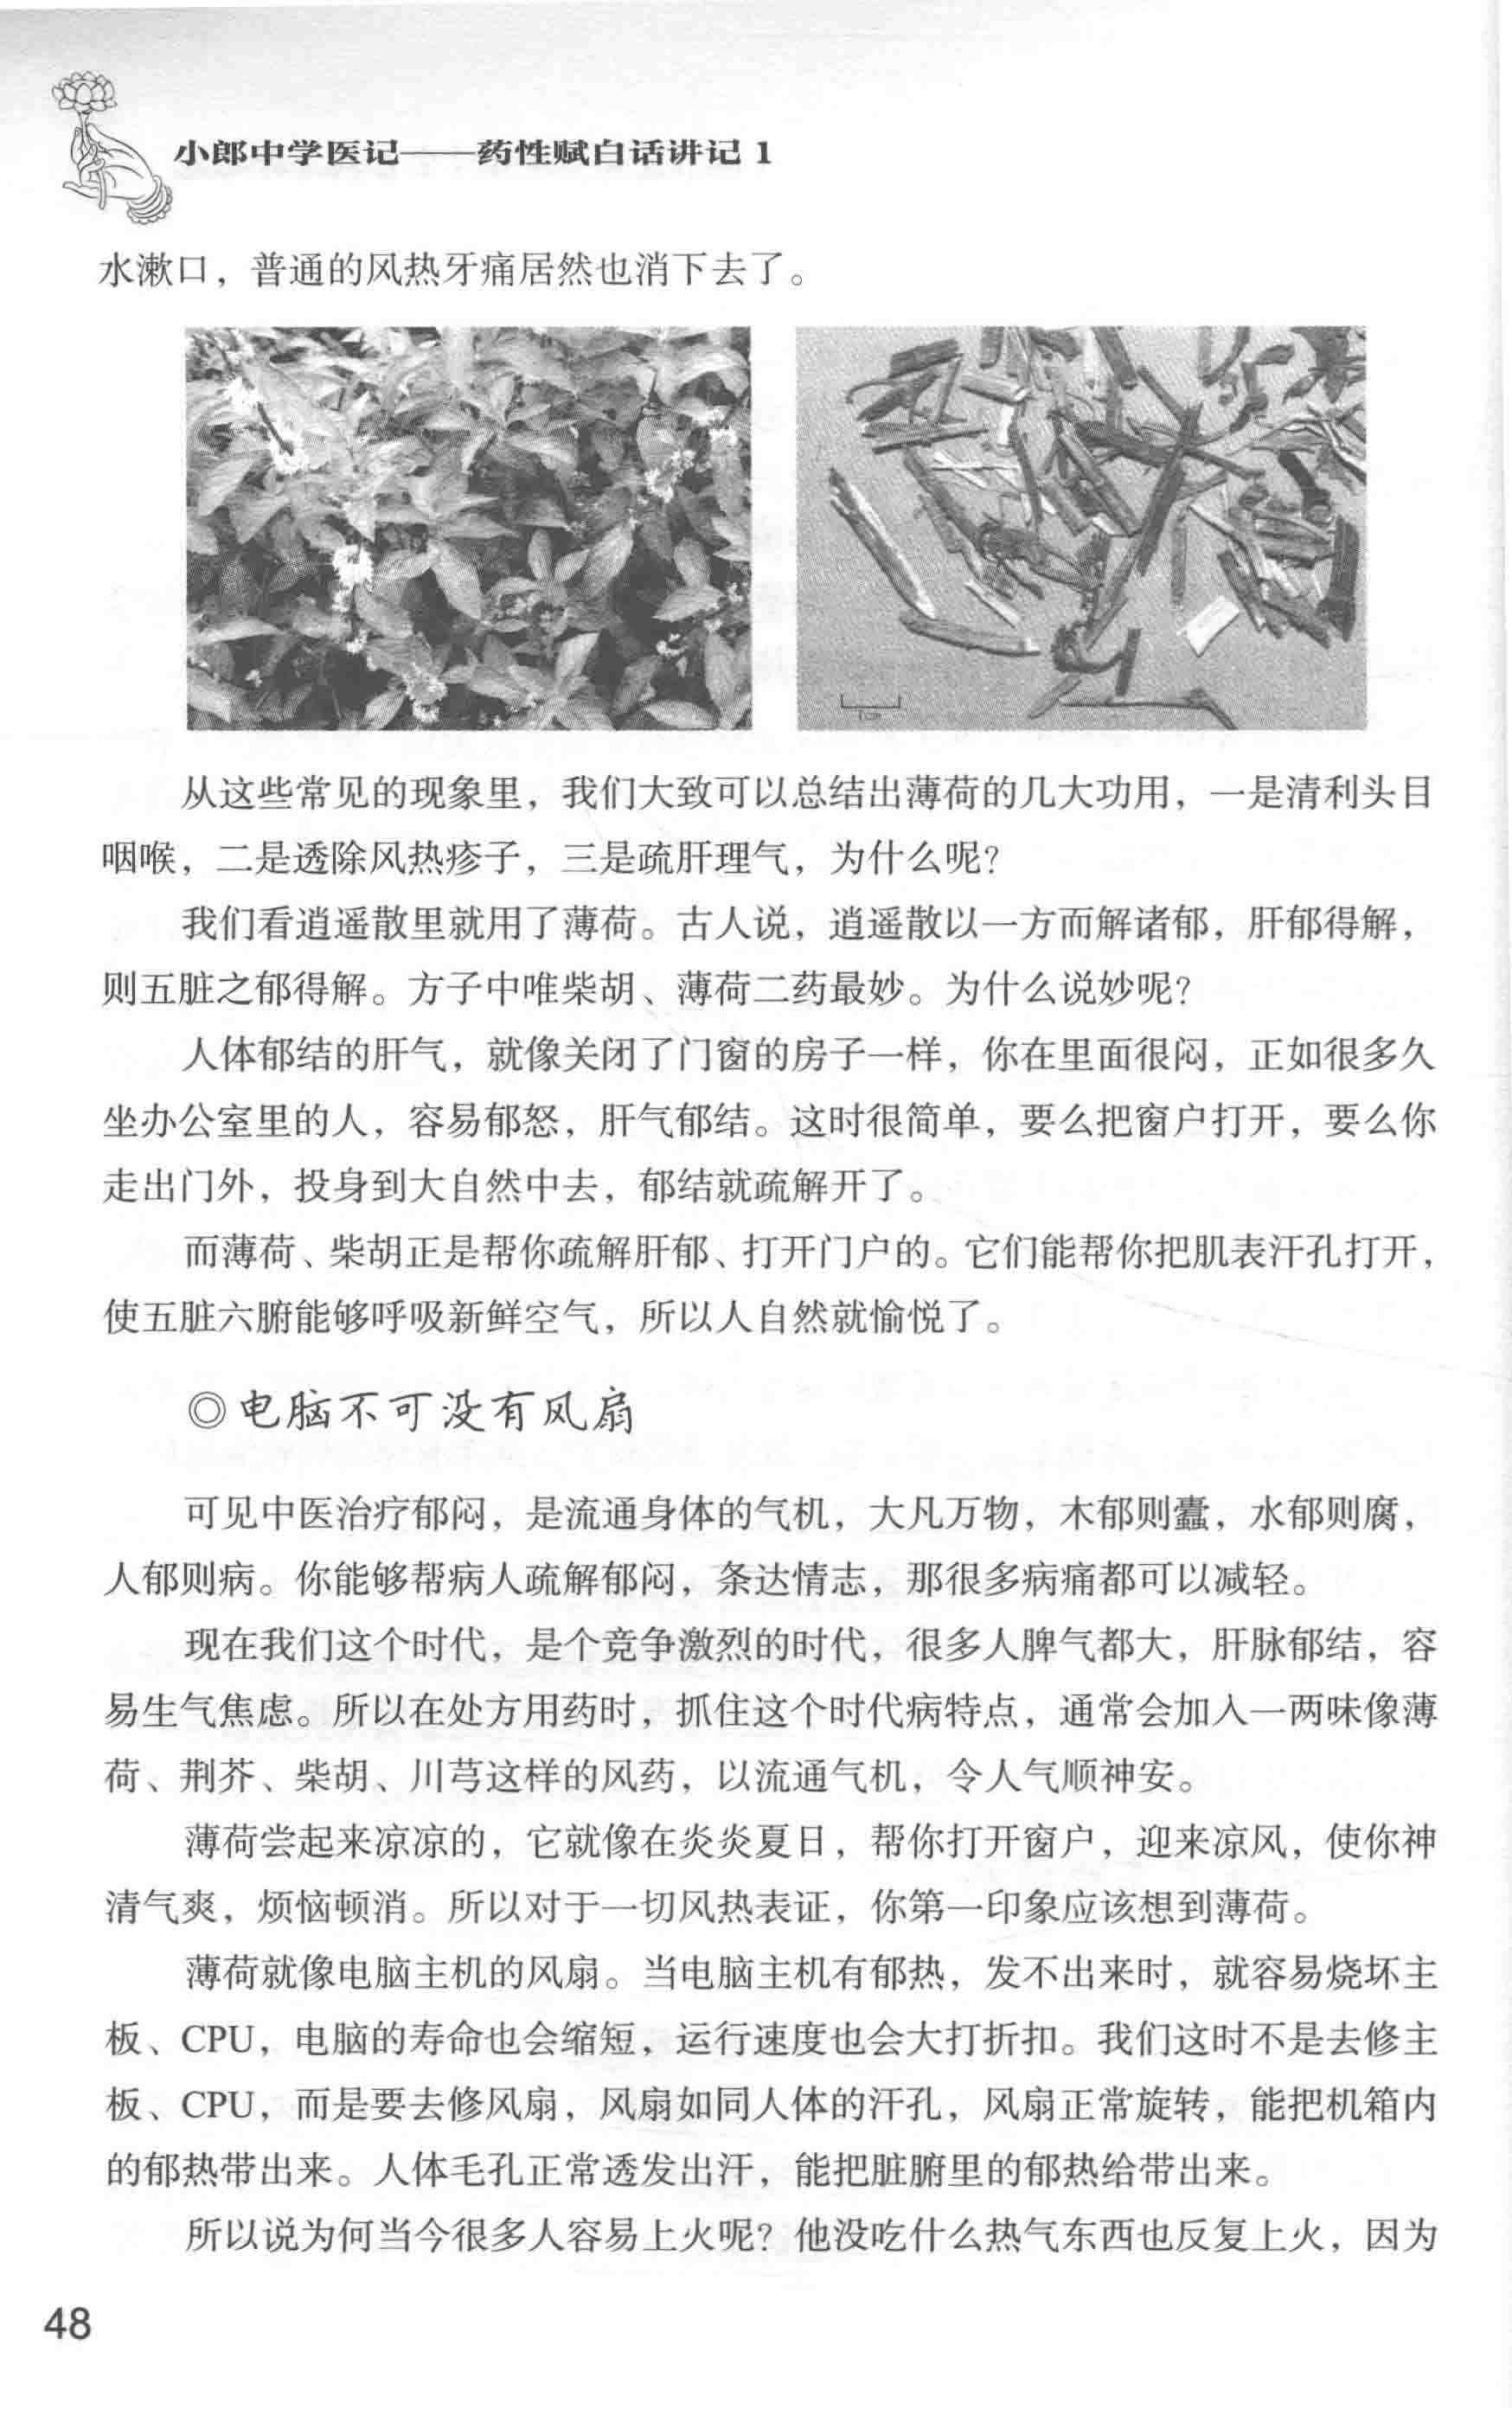 小郎中学医记——药性赋白话讲记 1
水漱口，普通的风热牙痛居然也消下去了。
1cm
从这些常见的现象里，我们大致可以总结出薄荷的几大功用，一是清利头目
咽喉，二是透除风热疹子，三是疏肝理气，为什么呢？
我们看逍遥散里就用了薄荷。古人说，逍遥散以一方而解诸郁，肝郁得解，
则五脏之郁得解。方子中唯柴胡、薄荷二药最妙。为什么说妙呢？
人体郁结的肝气，就像关闭了门窗的房子一样，你在里面很闷，正如很多久
坐办公室里的人，容易郁怒，肝气郁结。这时很简单，要么把窗户打开，要么你
走出门外，投身到大自然中去，郁结就疏解开了。
而薄荷、柴胡正是帮你疏解肝郁、打开门户的。它们能帮你把肌表汗孔打开，
使五脏六腑能够呼吸新鲜空气，所以人自然就愉悦了。
◎电脑不可没有风扇
可见中医治疗郁闷，是流通身体的气机，大凡万物，木郁则蠹，水郁则腐，
人郁则病。你能够帮病人疏解郁闷，条达情志，那很多病痛都可以减轻。
现在我们这个时代，是个竞争激烈的时代，很多人脾气都大，肝脉郁结，容
易生气焦虑。所以在处方用药时，抓住这个时代病特点，通常会加入一两味像薄
荷、荆芥、柴胡、川芎这样的风药，以流通气机，令人气顺神安。
薄荷尝起来凉凉的，它就像在炎炎夏日，帮你打开窗户，迎来凉风，使你神
清气爽，烦恼顿消。所以对于一切风热表证，你第一印象应该想到薄荷。
薄荷就像电脑主机的风扇。当电脑主机有郁热，发不出来时，就容易烧坏主
板、CPU，电脑的寿命也会缩短，运行速度也会大打折扣。我们这时不是去修主
板、CPU，而是要去修风扇，风扇如同人体的汗孔，风扇正常旋转，能把机箱内
的郁热带出来。人体毛孔正常透发出汗，能把脏腑里的郁热给带出来。
所以说为何当今很多人容易上火呢？他没吃什么热气东西也反复上火，因为
48